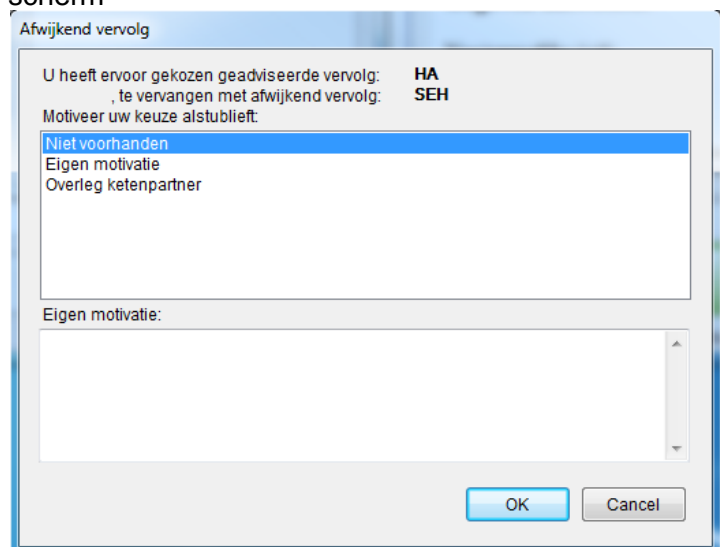 scherm
Afwijkend vervolg
U heeft ervoor gekozen geadviseerde vervolg: HA
, te vervangen met afwijkend vervolg: SEH
Motiveer uw keuze alstublieft:
Niet voorhanden
Eigen motivatie
Overleg ketenpartner
Eigen motivatie:
OK Cancel